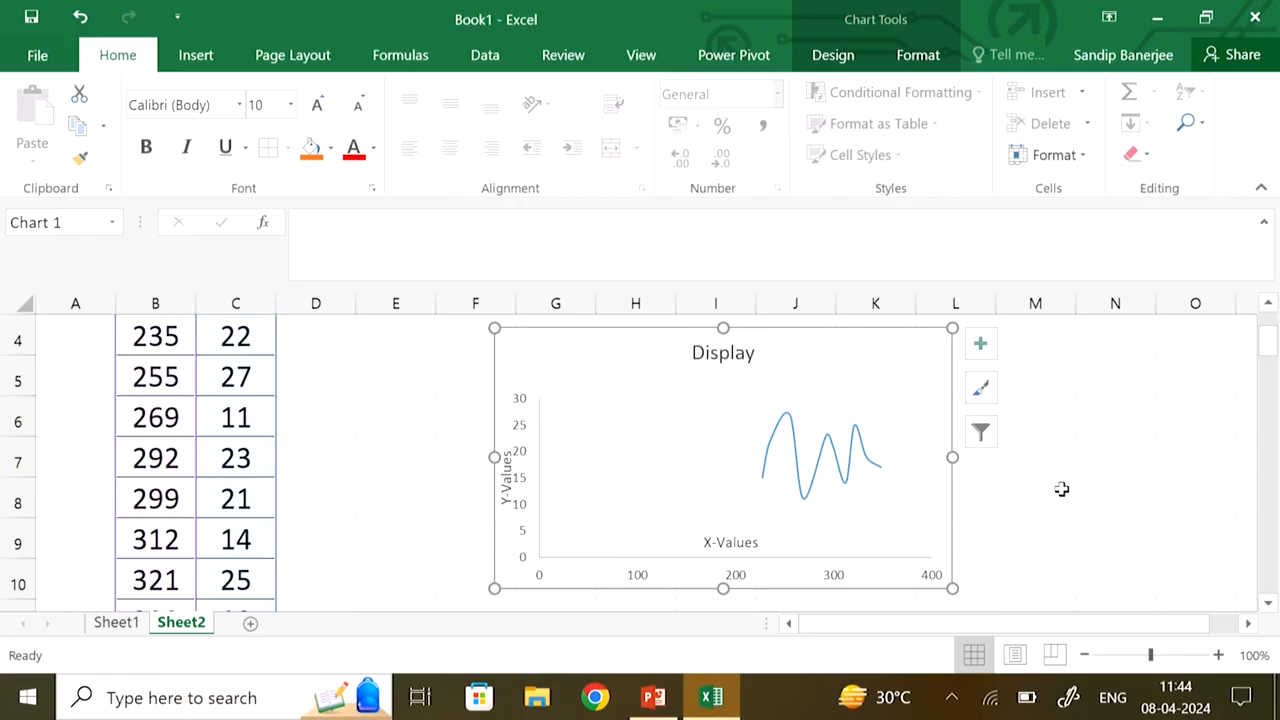 Book1 - Excel
Chart Tools
File Home Insert Page Layout Formulas Data Review View Power Pivot Design Format Tell me... Sandip Banerjee Share
Paste
Calibri (Body) 10
B I U A
General
% ,
Conditional Formatting
Format as Table
Cell Styles
Insert
Delete
Format
Clipboard Font Alignment Number Styles Cells Editing
Chart 1 fx
A B C D E F G H I J K L M N O
4 235 22
5 255 27
6 269 11
7 292 23
8 299 21
9 312 14
10 321 25
Display
30
25
20
15
10
5
0
Y-Values
X-Values
0 100 200 300 400
Sheet1 Sheet2
Ready
100%
Type here to search
30°C
ENG
11:44
08-04-2024